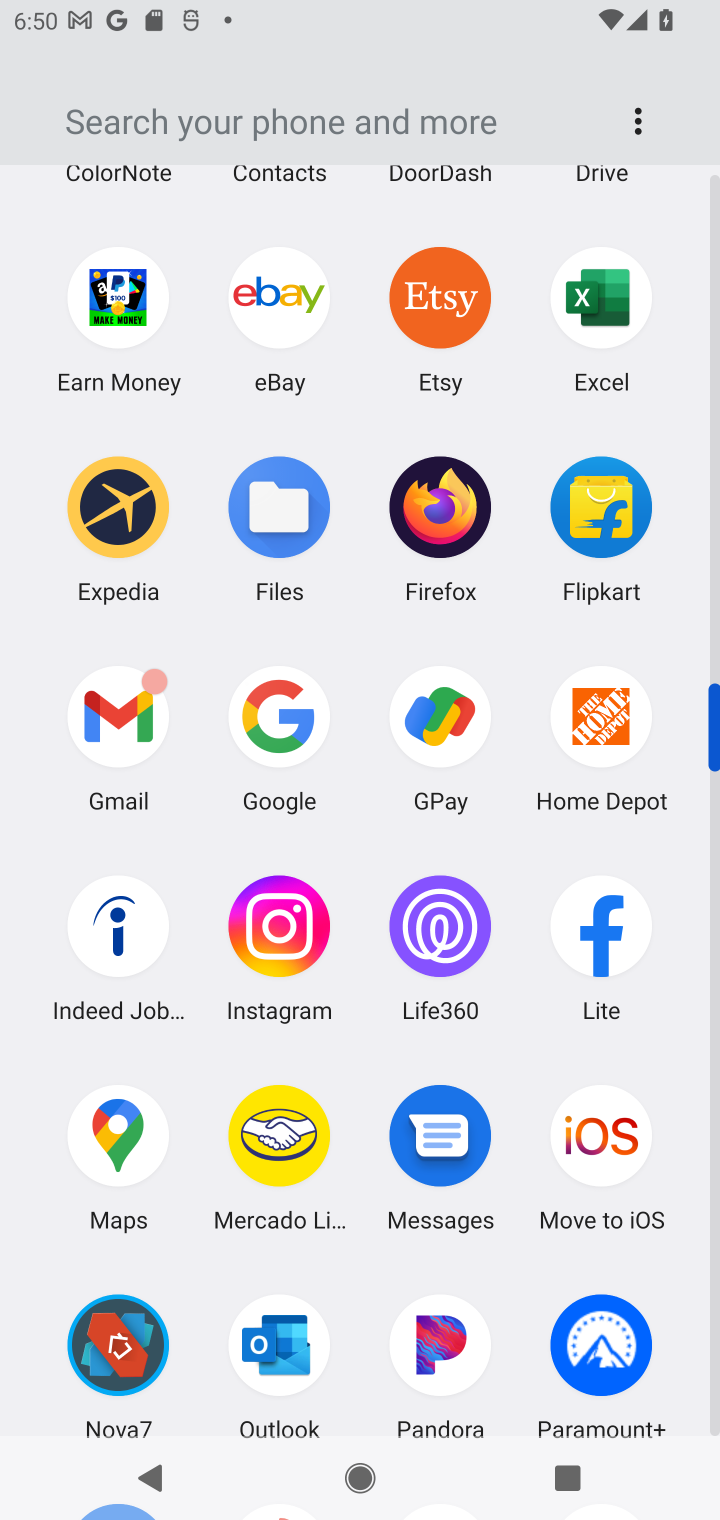 6:50
Search your phone and more
ColorNote Contacts DoorDash Drive
$100
MAKE MONEY
ebay Etsy X
Earn Money eBay Etsy Excel
Expedia Files Firefox Flipkart
THE HOME DEPOT
Gmail Google GPay Home Depot
Indeed Job... Instagram Life360 Lite
iOS
Maps Mercado Li... Messages Move to iOS
Nova7 Outlook Pandora Paramount+